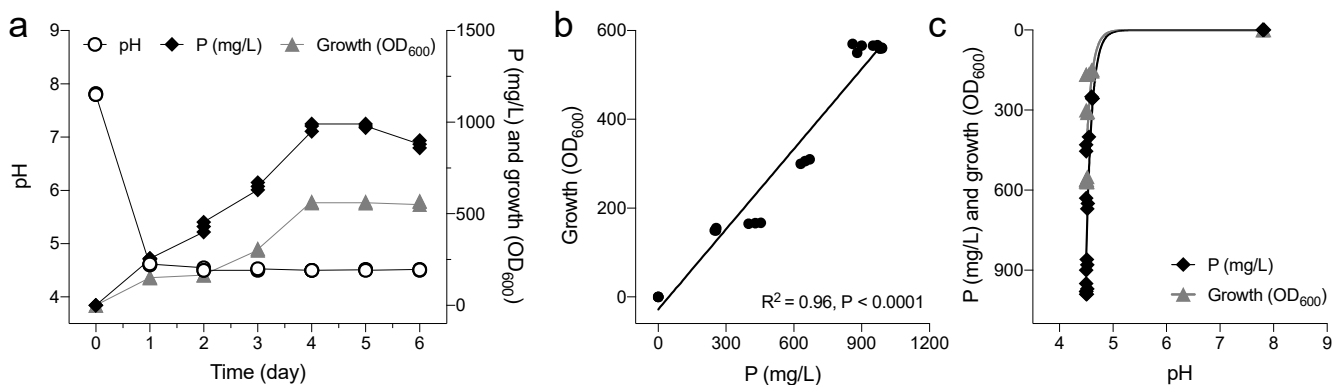 a
pH
P (mg/L)
Growth (OD600)
9
8
7
6
5
4
pH
1500
1000
500
0
P (mg/L) and growth (OD600)
0 1 2 3 4 5 6
Time (day)
b
600
400
200
0
Growth (OD600)
R2 = 0.96, P < 0.0001
0 300 600 900 1200
P (mg/L)
c
0
300
600
900
P (mg/L) and growth (OD600)
P (mg/L)
Growth (OD600)
4 5 6 7 8 9
pH